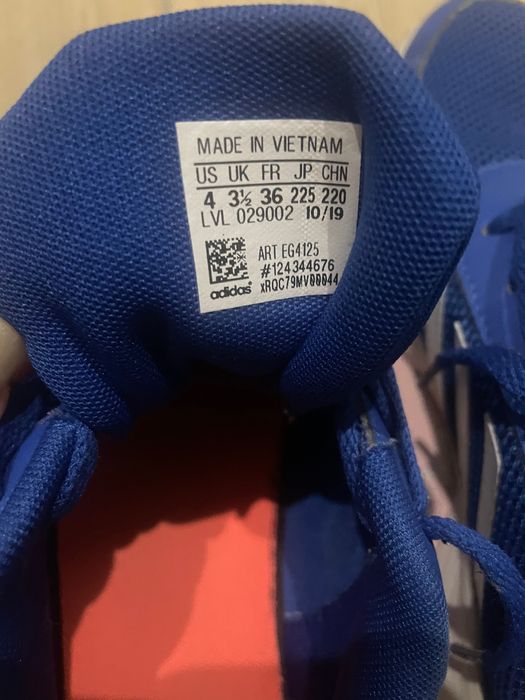 MADE IN VIETNAM
US UK FR JP CHN
4 3½ 36 225 220
LVL 029002 10/19
ART EG4125
#124344676
xRQC79MV00044
adidas